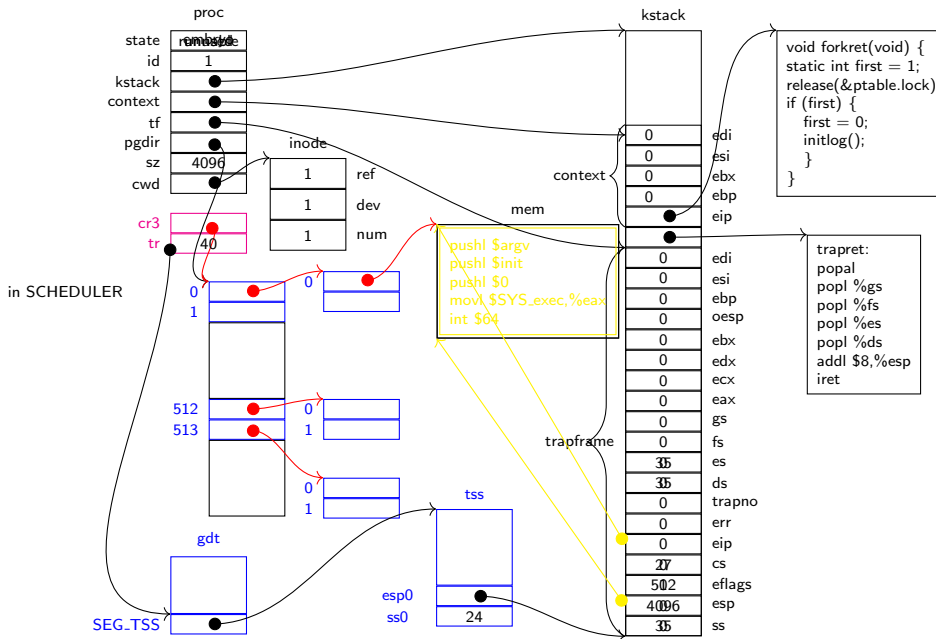 proc
state
id 1
kstack
context
tf
pgdir
sz 4096
cwd
cr3
tr 40
in SCHEDULER
inode
1 ref
1 dev
1 num
0
1
512
513
0
0
1
0
1
gdt
SEG_TSS
tss
esp0
ss0 24
mem
pushl $argv
pushl $init
pushl $0
movl $SYS_exec,%eax
int $64
kstack
context
0 edi
0 esi
0 ebx
0 ebp
eip
trapframe
0 edi
0 esi
0 ebp
0 oesp
0 ebx
0 edx
0 ecx
0 eax
0 gs
0 fs
35 es
35 ds
0 trapno
0 err
0 eip
27 cs
512 eflags
4096 esp
35 ss
void forkret(void) {
static int first = 1;
release(&ptable.lock)
if (first) {
first = 0;
initlog();
}
}
trapret:
popal
popl %gs
popl %fs
popl %es
popl %ds
addl $8,%esp
iret